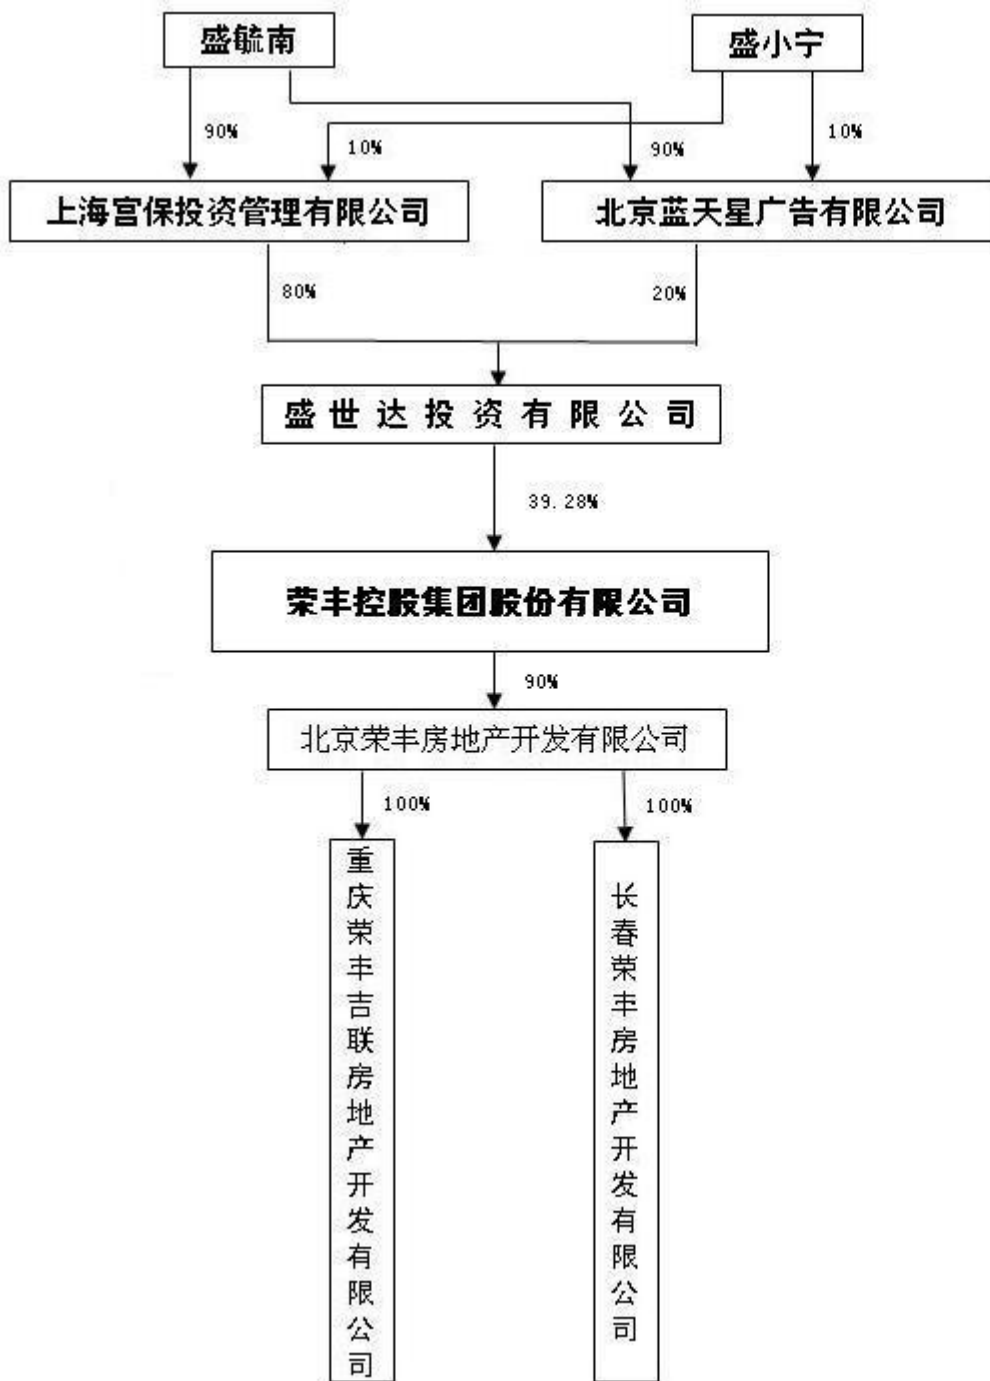 盛毓南
盛小宁
90%
10%
90%
10%
上海宫保投资管理有限公司
北京蓝天星广告有限公司
80%
20%
盛世达投资有限公司
39.28%
荣丰控股集团股份有限公司
90%
北京荣丰房地产开发有限公司
100%
100%
重庆荣丰吉联房地产开发有限公司
长春荣丰房地产开发有限公司